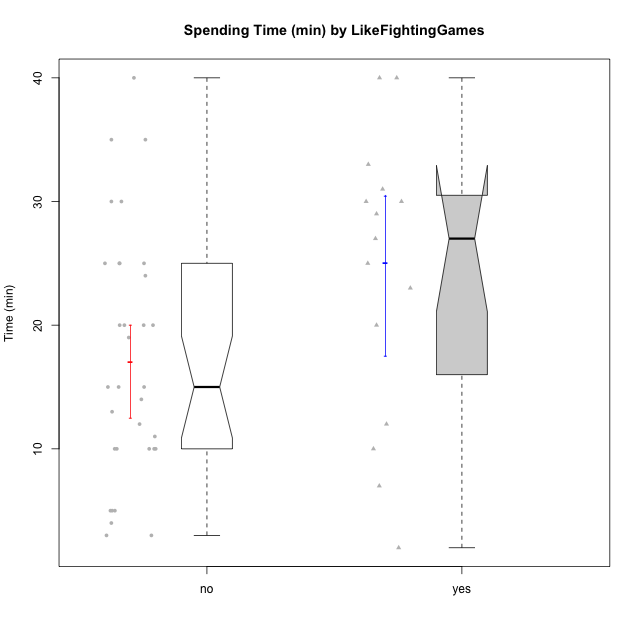 Spending Time (min) by LikeFightingGames
Time (min)
40
30
20
10
no
yes